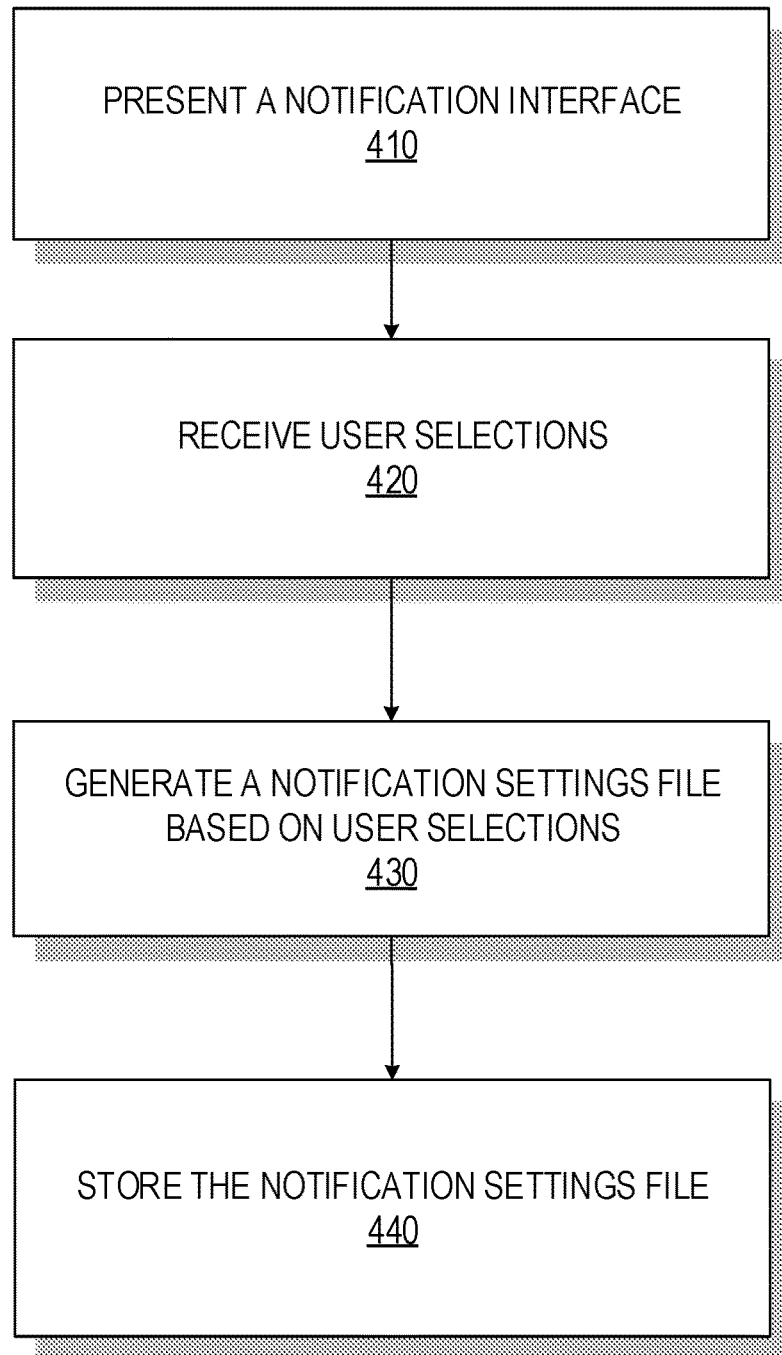 PRESENT A NOTIFICATION INTERFACE
410
RECEIVE USER SELECTIONS
420
GENERATE A NOTIFICATION SETTINGS FILE
BASED ON USER SELECTIONS
430
STORE THE NOTIFICATION SETTINGS FILE
440